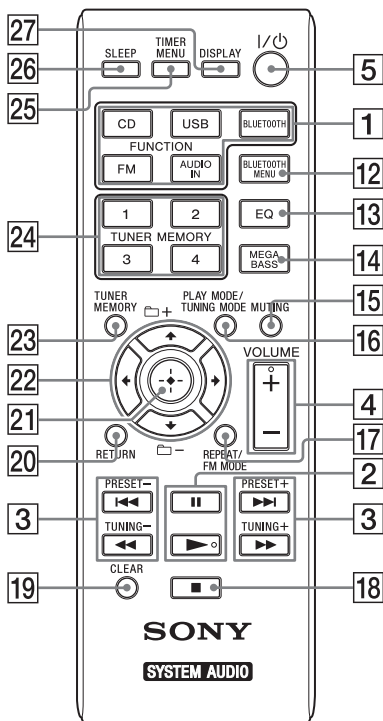 27
SLEEP
TIMER MENU
DISPLAY
I/⏻
26
25
5
CD
USB
BLUETOOTH
1
FUNCTION
FM
AUDIO IN
BLUETOOTH MENU
12
24
1
2
EQ
13
TUNER MEMORY
3
4
MEGA BASS
14
TUNER MEMORY
PLAY MODE/
TUNING MODE
MUTING
15
23
+
16
VOLUME
22
+
4
21
−
17
20
RETURN
−
REPEAT/
FM MODE
2
PRESET−
PRESET+
3
TUNING−
TUNING+
3
CLEAR
19
18
SONY
SYSTEM AUDIO